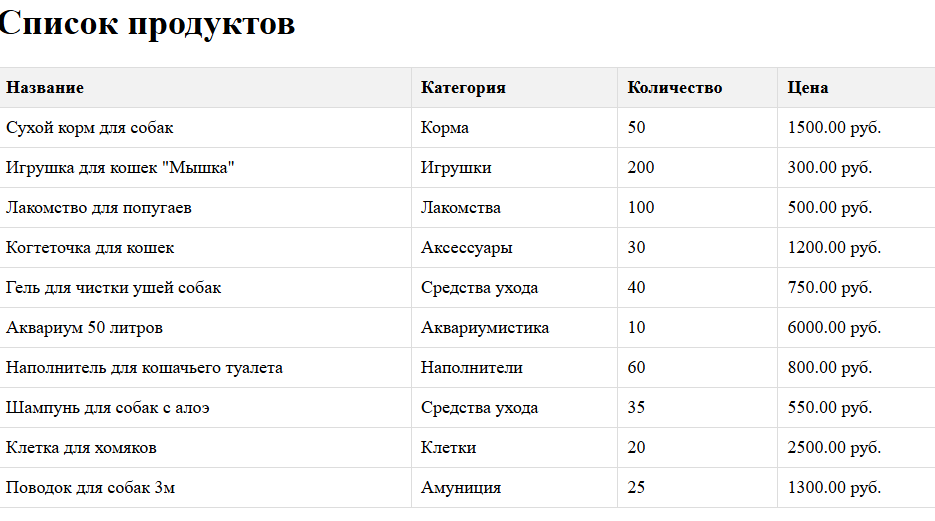 Список продуктов
Название Категория Количество Цена
Сухой корм для собак Корма 50 1500.00 руб.
Игрушка для кошек "Мышка" Игрушки 200 300.00 руб.
Лакомство для попугаев Лакомства 100 500.00 руб.
Когтеточка для кошек Аксессуары 30 1200.00 руб.
Гель для чистки ушей собак Средства ухода 40 750.00 руб.
Аквариум 50 литров Аквариумистика 10 6000.00 руб.
Наполнитель для кошачьего туалета Наполнители 60 800.00 руб.
Шампунь для собак с алоэ Средства ухода 35 550.00 руб.
Клетка для хомяков Клетки 20 2500.00 руб.
Поводок для собак 3м Амуниция 25 1300.00 руб.